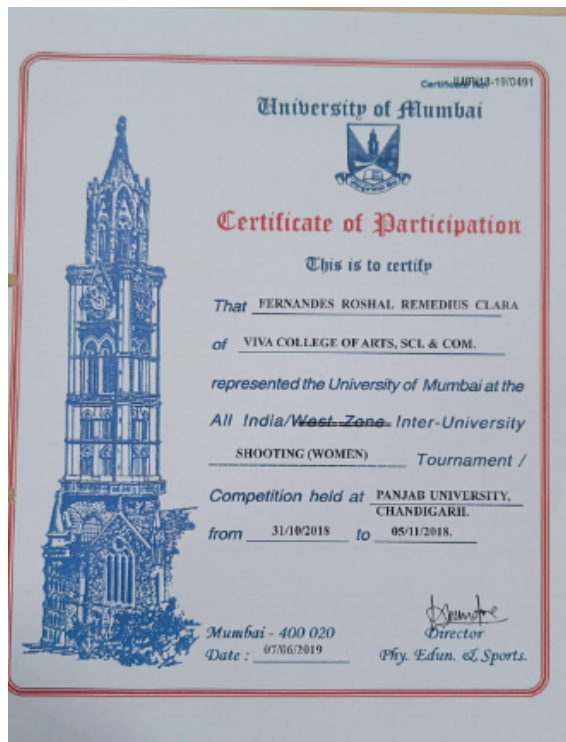 18-19/0491
University of Mumbai
Certificate of Participation
This is to certify
That FERNANDES ROSHAL REMEDIUS CLARA
of VIVA COLLEGE OF ARTS, SCI. & COM.
represented the University of Mumbai at the
All India/West Zone Inter-University
SHOOTING (WOMEN) Tournament /
Competition held at PANJAB UNIVERSITY,
CHANDIGARH.
from 31/10/2018 to 05/11/2018.
Mumbai - 400 020
Director
Date : 07/06/2019
Phy. Edun. & Sports.